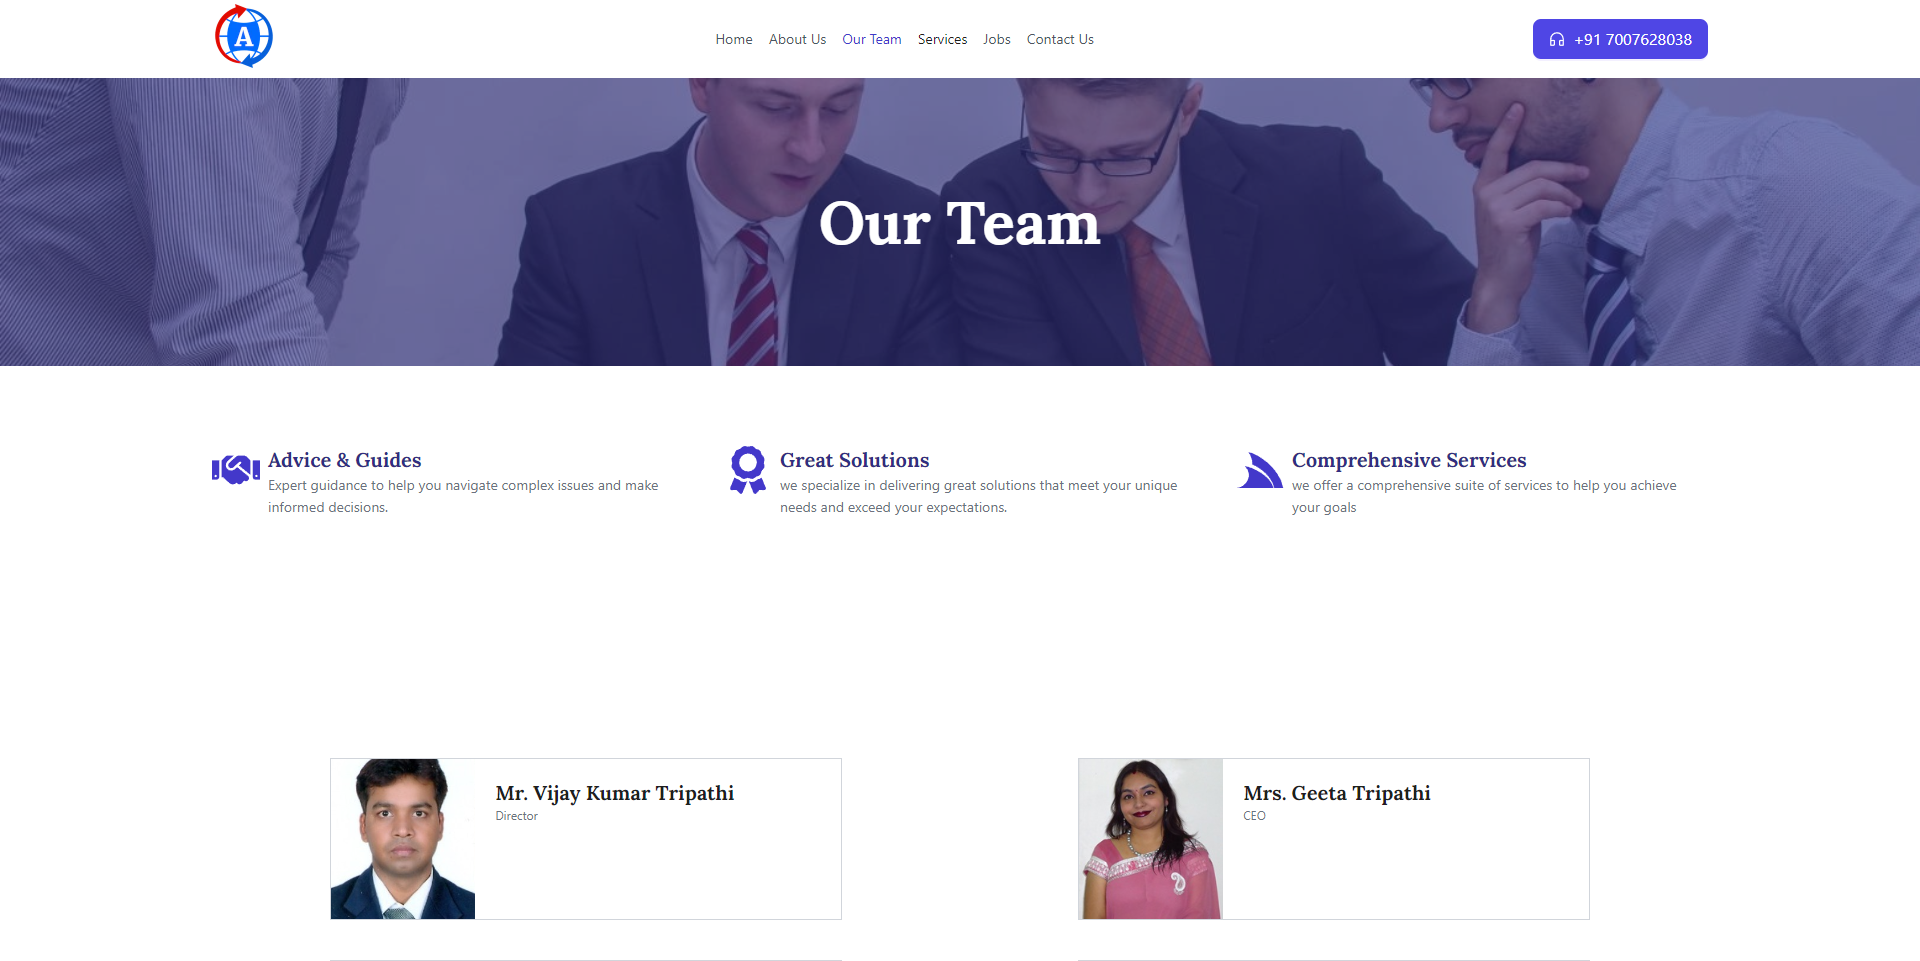 A
Home
About Us
Our Team
Services
Jobs
Contact Us
+91 7007628038
Our Team
Advice & Guides
Expert guidance to help you navigate complex issues and make
informed decisions.
Great Solutions
we specialize in delivering great solutions that meet your unique
needs and exceed your expectations.
Comprehensive Services
we offer a comprehensive suite of services to help you achieve
your goals
Mr. Vijay Kumar Tripathi
Director
Mrs. Geeta Tripathi
CEO